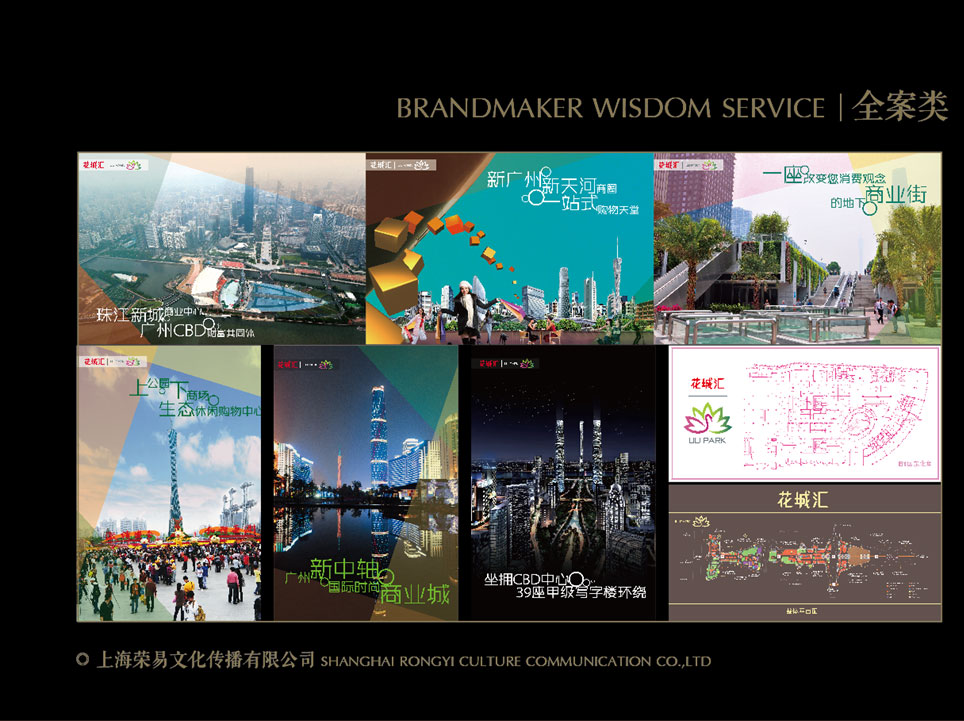 BRANDMAKER WISDOM SERVICE | 全案类
花城汇
珠江新城商业中心
广州CBD财富共同体
花城汇
新广州新天河商圈
一站式购物天堂
花城汇
一座改变您消费观念
的地下商业街
花城汇
上公园下商场
生态休闲购物中心
花城汇
广州新中轴
国际时尚商业城
花城汇
坐拥CBD中心
39座甲级写字楼环绕
花城汇
LILI PARK
花城汇
上海荣易文化传播有限公司 SHANGHAI RONGYI CULTURE COMMUNICATION CO.,LTD